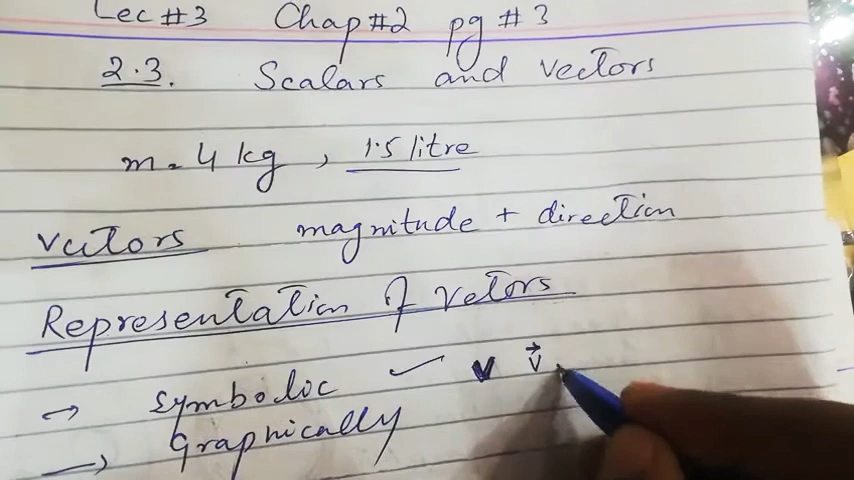 Lec #3 Chap #2 pg #3
2.3. Scalars and vectors
m = 4 kg , 1.5 litre
vectors magnitude + direction
Representation of vetors
→ symbolic ✓ v v⃗
→ Graphically